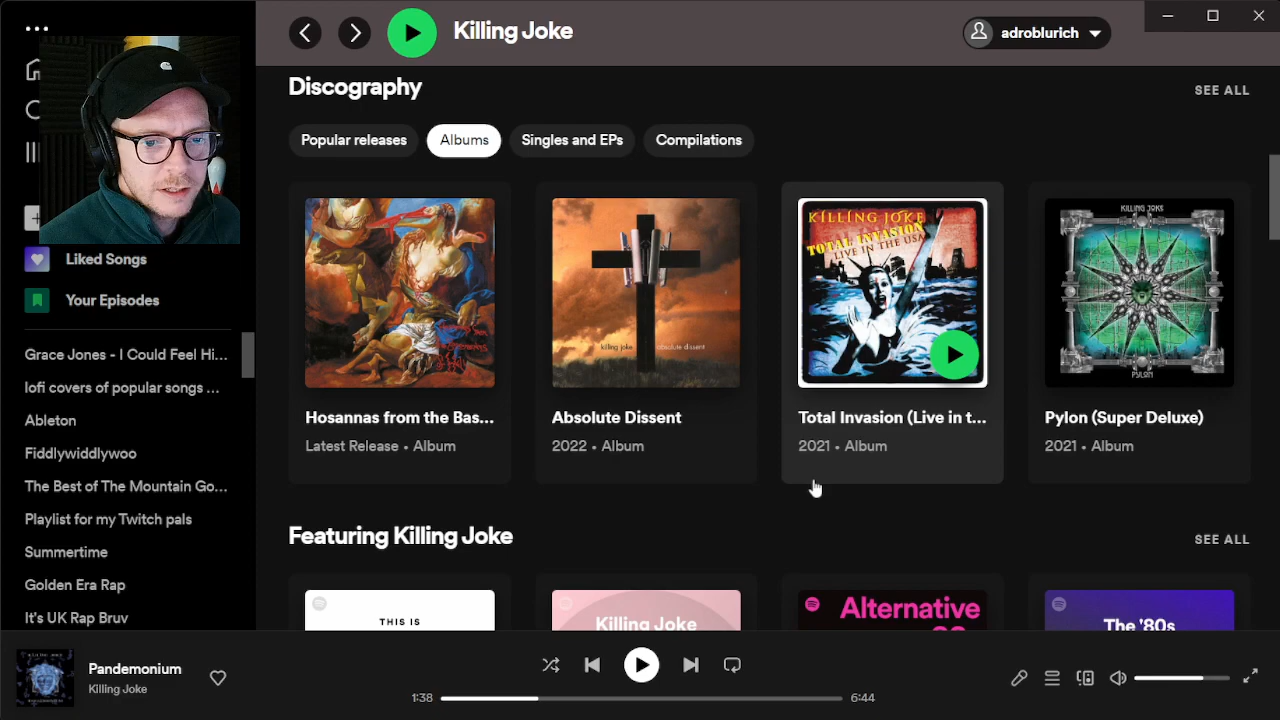 Killing Joke
adroblurich
Discography
SEE ALL
Popular releases
Albums
Singles and EPs
Compilations
KILLING JOKE
TOTAL INVASION
LIVE IN THE USA
KILLING JOKE
killing joke absolute dissent
PYLON
Hosannas from the Bas...
Absolute Dissent
Total Invasion (Live in t...
Pylon (Super Deluxe)
Latest Release • Album
2022 • Album
2021 • Album
2021 • Album
Featuring Killing Joke
SEE ALL
THIS IS
Killing Joke
Alternative
The '80s
Liked Songs
Your Episodes
Grace Jones - I Could Feel Hi...
lofi covers of popular songs ...
Ableton
Fiddlywiddlywoo
The Best of The Mountain Go...
Playlist for my Twitch pals
Summertime
Golden Era Rap
It's UK Rap Bruv
Pandemonium
Killing Joke
1:38
6:44